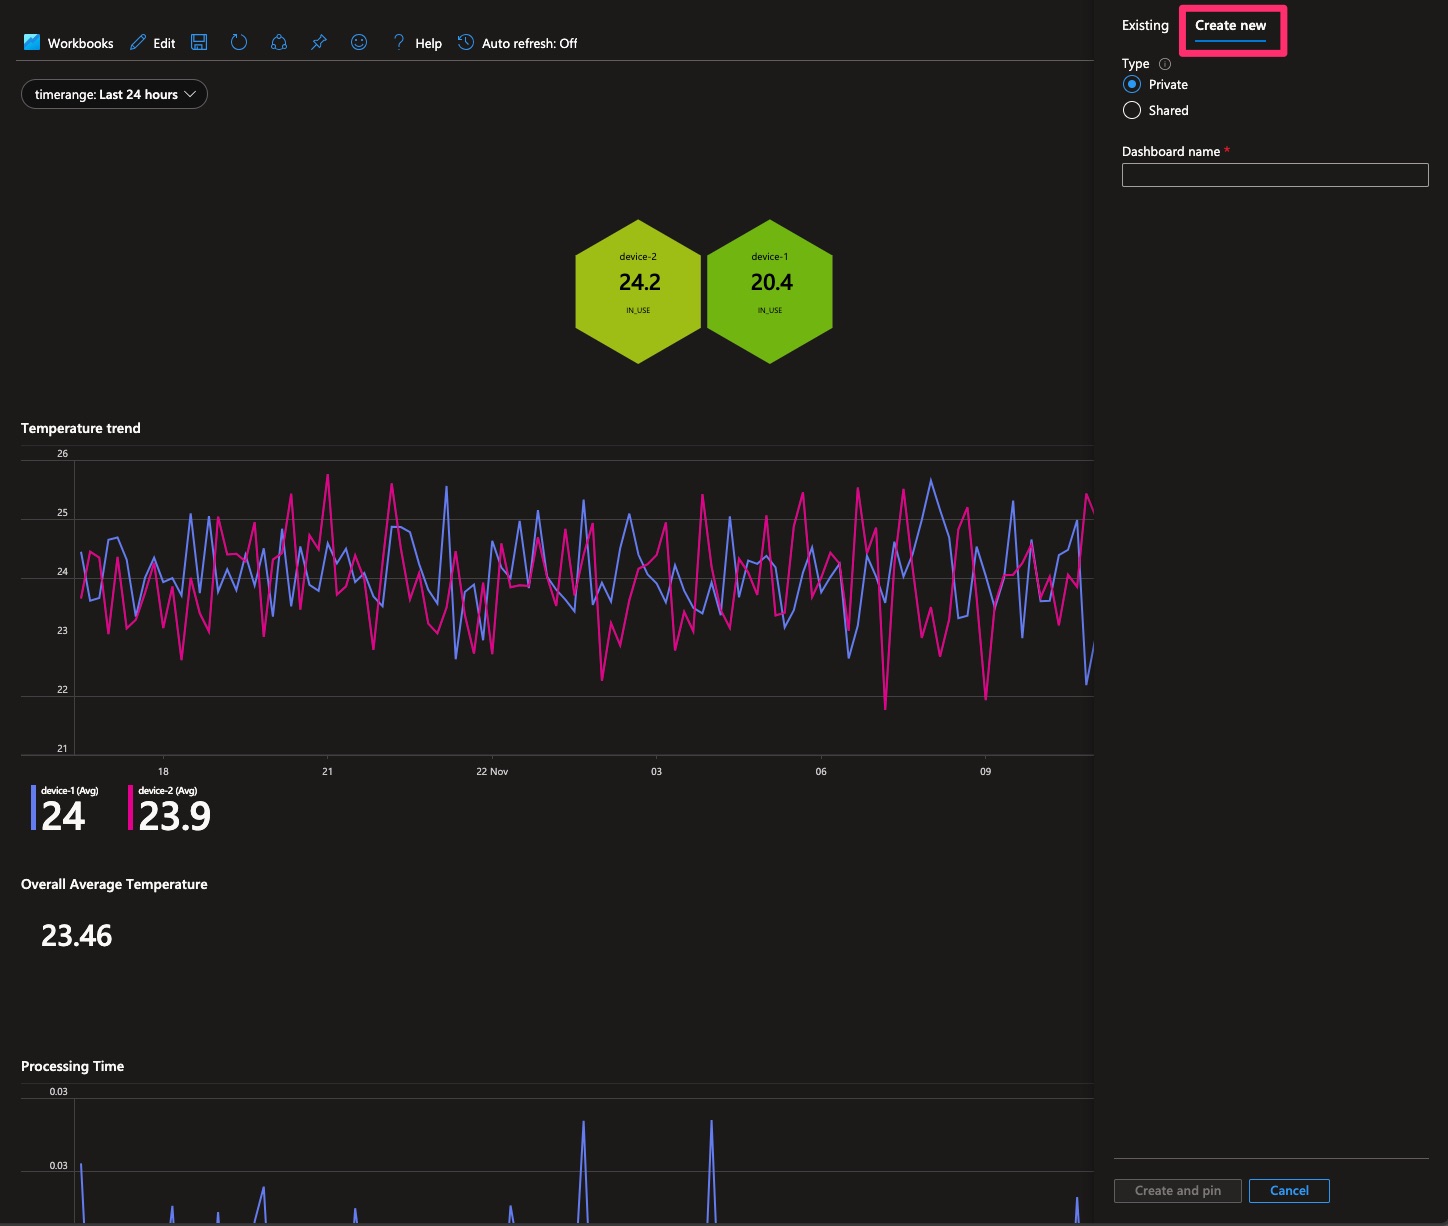 Workbooks Edit Help Auto refresh: Off
timerange: Last 24 hours
device-2
24.2
IN_USE
device-1
20.4
IN_USE
Temperature trend
26
25
24
23
22
21
18 21 22 Nov 03 06 09
device-1 (Avg)
24
device-2 (Avg)
23.9
Overall Average Temperature
23.46
Processing Time
0.03
0.03
Existing Create new
Type
Private
Shared
Dashboard name *
Create and pin Cancel